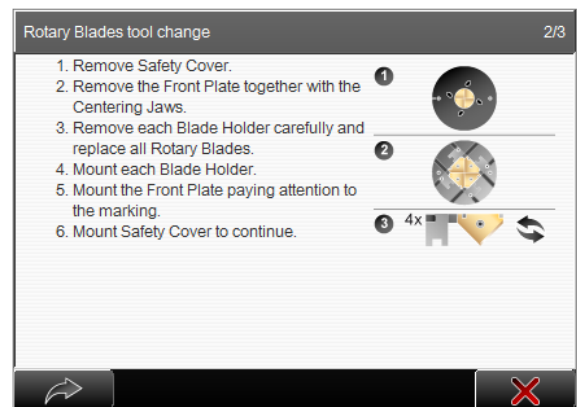 Rotary Blades tool change 2/3
1. Remove Safety Cover.
2. Remove the Front Plate together with the
Centering Jaws.
3. Remove each Blade Holder carefully and
replace all Rotary Blades.
4. Mount each Blade Holder.
5. Mount the Front Plate paying attention to
the marking.
6. Mount Safety Cover to continue.
1
2
3 4x